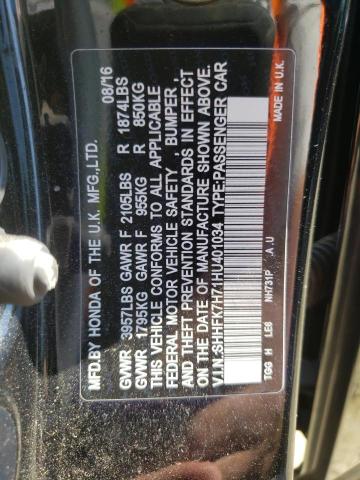 MFD.BY HONDA OF THE U.K. MFG.,LTD. 08/16
GVWR 3957LBS GAWR F 2105LBS R 1874LBS
GVWR 1795KG GAWR F 955KG R 850KG
THIS VEHICLE CONFORMS TO ALL APPLICABLE
FEDERAL MOTOR VEHICLE SAFETY , BUMPER ,
AND THEFT PREVENTION STANDARDS IN EFFECT
ON THE DATE OF MANUFACTURE SHOWN ABOVE.
V.I.N.:SHHFK7H71HU401034 TYPE:PASSENGER CAR
TGG H LE6 NH731P A.U MADE IN U.K.